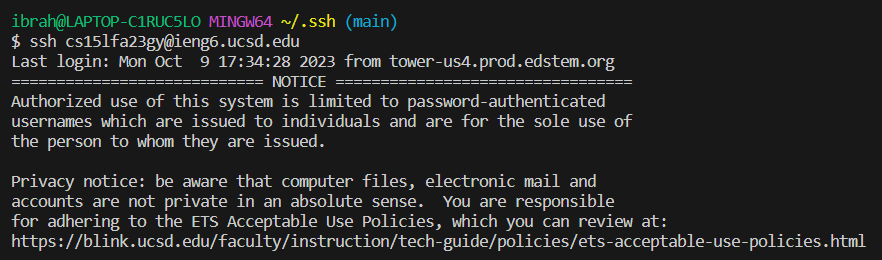 ibrah@LAPTOP-C1RUC5LO MINGW64 ~/.ssh (main)
$ ssh cs15lfa23gy@ieng6.ucsd.edu
Last login: Mon Oct  9 17:34:28 2023 from tower-us4.prod.edstem.org
============================ NOTICE =================================
Authorized use of this system is limited to password-authenticated
usernames which are issued to individuals and are for the sole use of
the person to whom they are issued.

Privacy notice: be aware that computer files, electronic mail and
accounts are not private in an absolute sense.  You are responsible
for adhering to the ETS Acceptable Use Policies, which you can review at:
https://blink.ucsd.edu/faculty/instruction/tech-guide/policies/ets-acceptable-use-policies.html